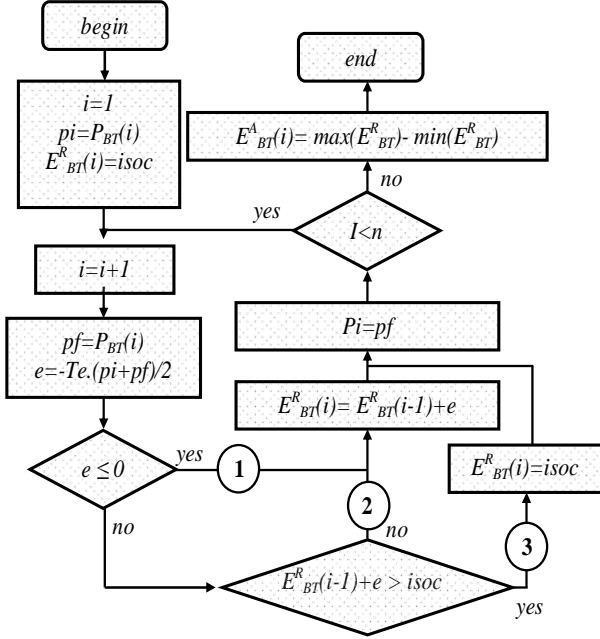 begin
i=1
pi=P_BT(i)
E^R_BT(i)=isoc
i=i+1
pf=P_BT(i)
e=-Te.(pi+pf)/2
e ≤ 0
yes
1
no
E^R_BT(i-1)+e > isoc
no
2
yes
3
E^R_BT(i)=isoc
E^R_BT(i)= E^R_BT(i-1)+e
Pi=pf
I<n
yes
no
E^A_BT(i)= max(E^R_BT)- min(E^R_BT)
end